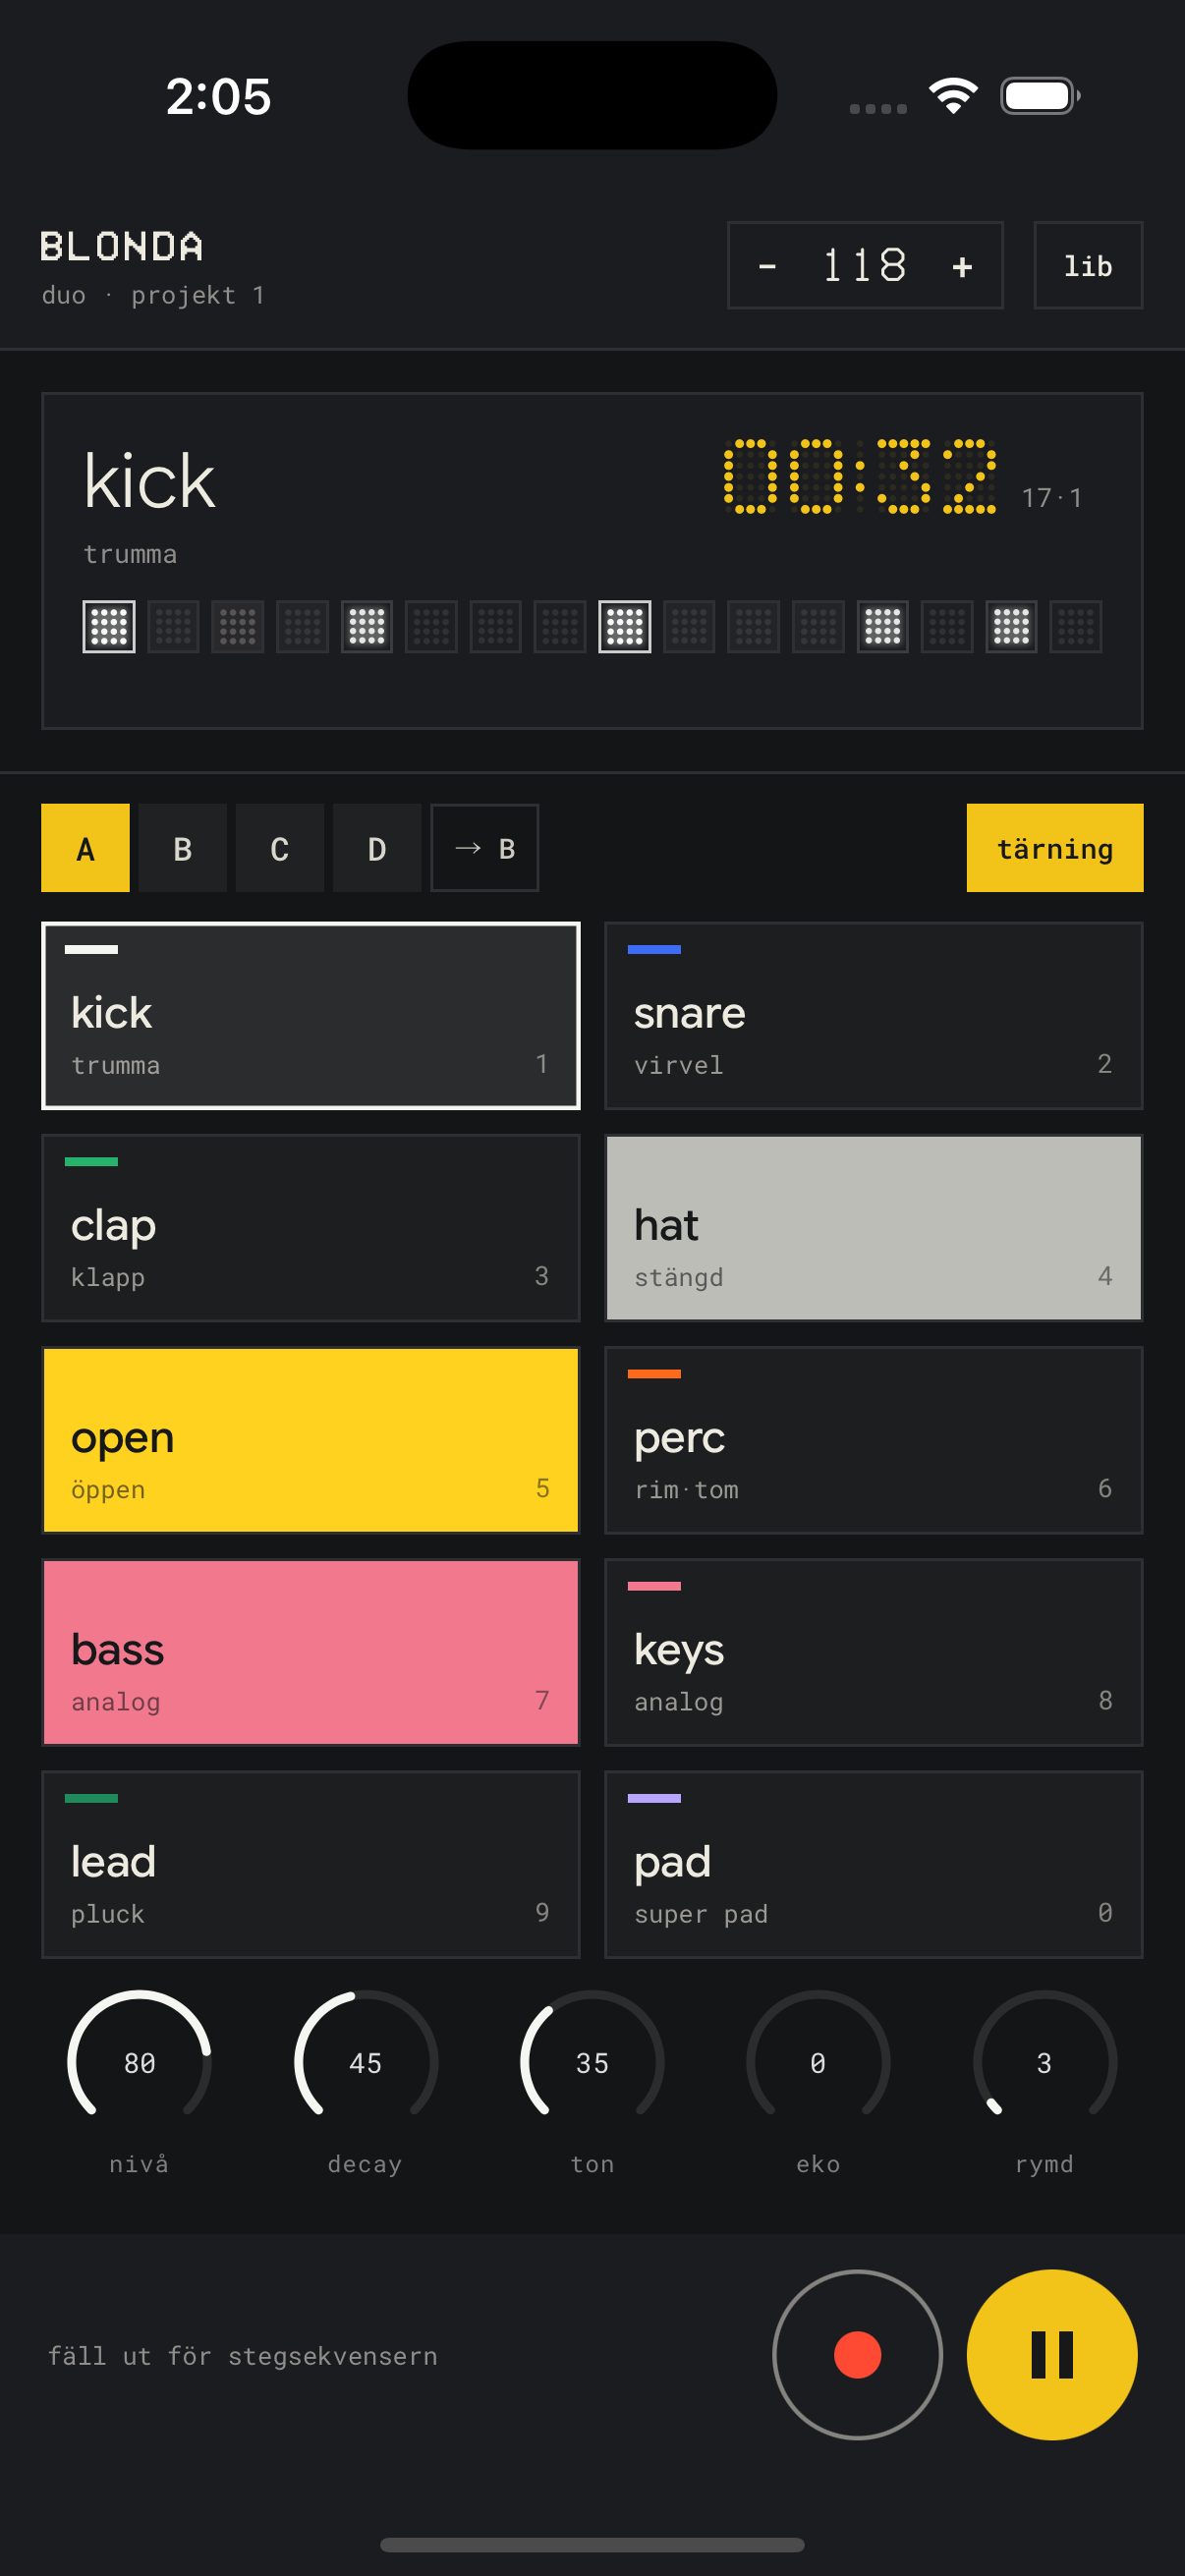 2:05
BLONDA
duo · projekt 1
- 118 +
lib
kick
00:32
17·1
trumma
A B C D → B
tärning
kick
trumma 1
snare
virvel 2
clap
klapp 3
hat
stängd 4
open
öppen 5
perc
rim·tom 6
bass
analog 7
keys
analog 8
lead
pluck 9
pad
super pad 0
80 45 35 0 3
nivå decay ton eko rymd
fäll ut för stegsekvensern